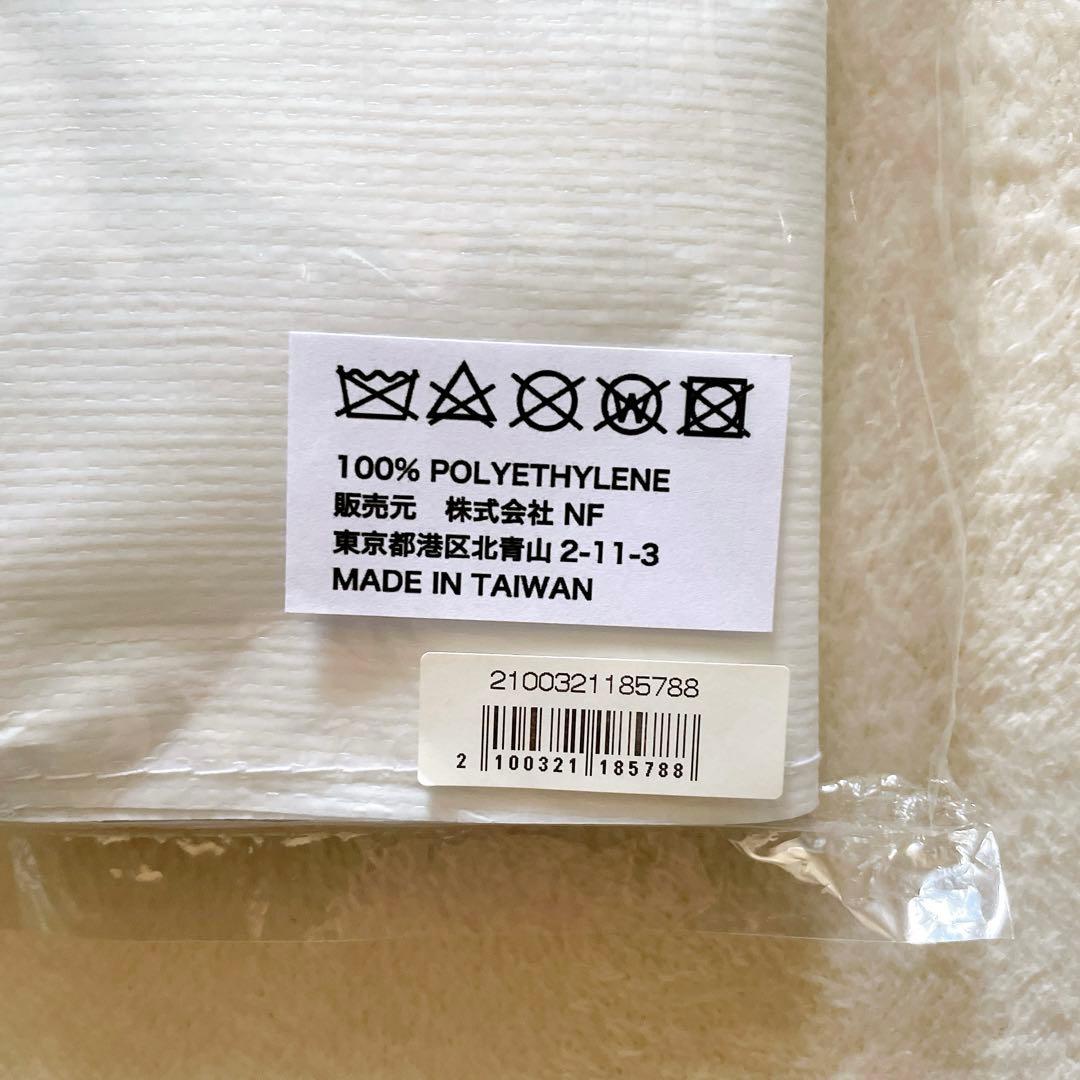 W
100% POLYETHYLENE
販売元　株式会社 NF
東京都港区北青山 2-11-3
MADE IN TAIWAN
2100321185788
2 100321 185788